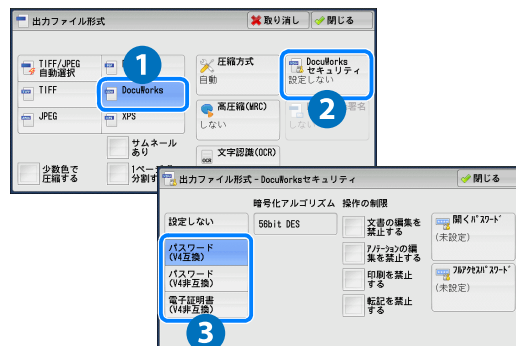 出力ファイル形式
取り消し
閉じる
TIFF/JPEG
自動選択
TIFF
DocuWorks
JPEG
XPS
サムネール
あり
少数色で
圧縮する
1ページ
分割す
圧縮方式
自動
高圧縮(MRC)
しない
文字認識(OCR)
DocuWorks
セキュリティ
設定しない
署名
しない
1
2
出力ファイル形式 - DocuWorksセキュリティ
閉じる
暗号化アルゴリズム
操作の制限
設定しない
パスワード
(V4互換)
パスワード
(V4非互換)
電子証明書
(V4非互換)
56bit DES
文書の編集を
禁止する
アノテーションの編
集を禁止する
印刷を禁止
する
転記を禁止
する
開くパスワード
(未設定)
フルアクセスパスワード
(未設定)
3